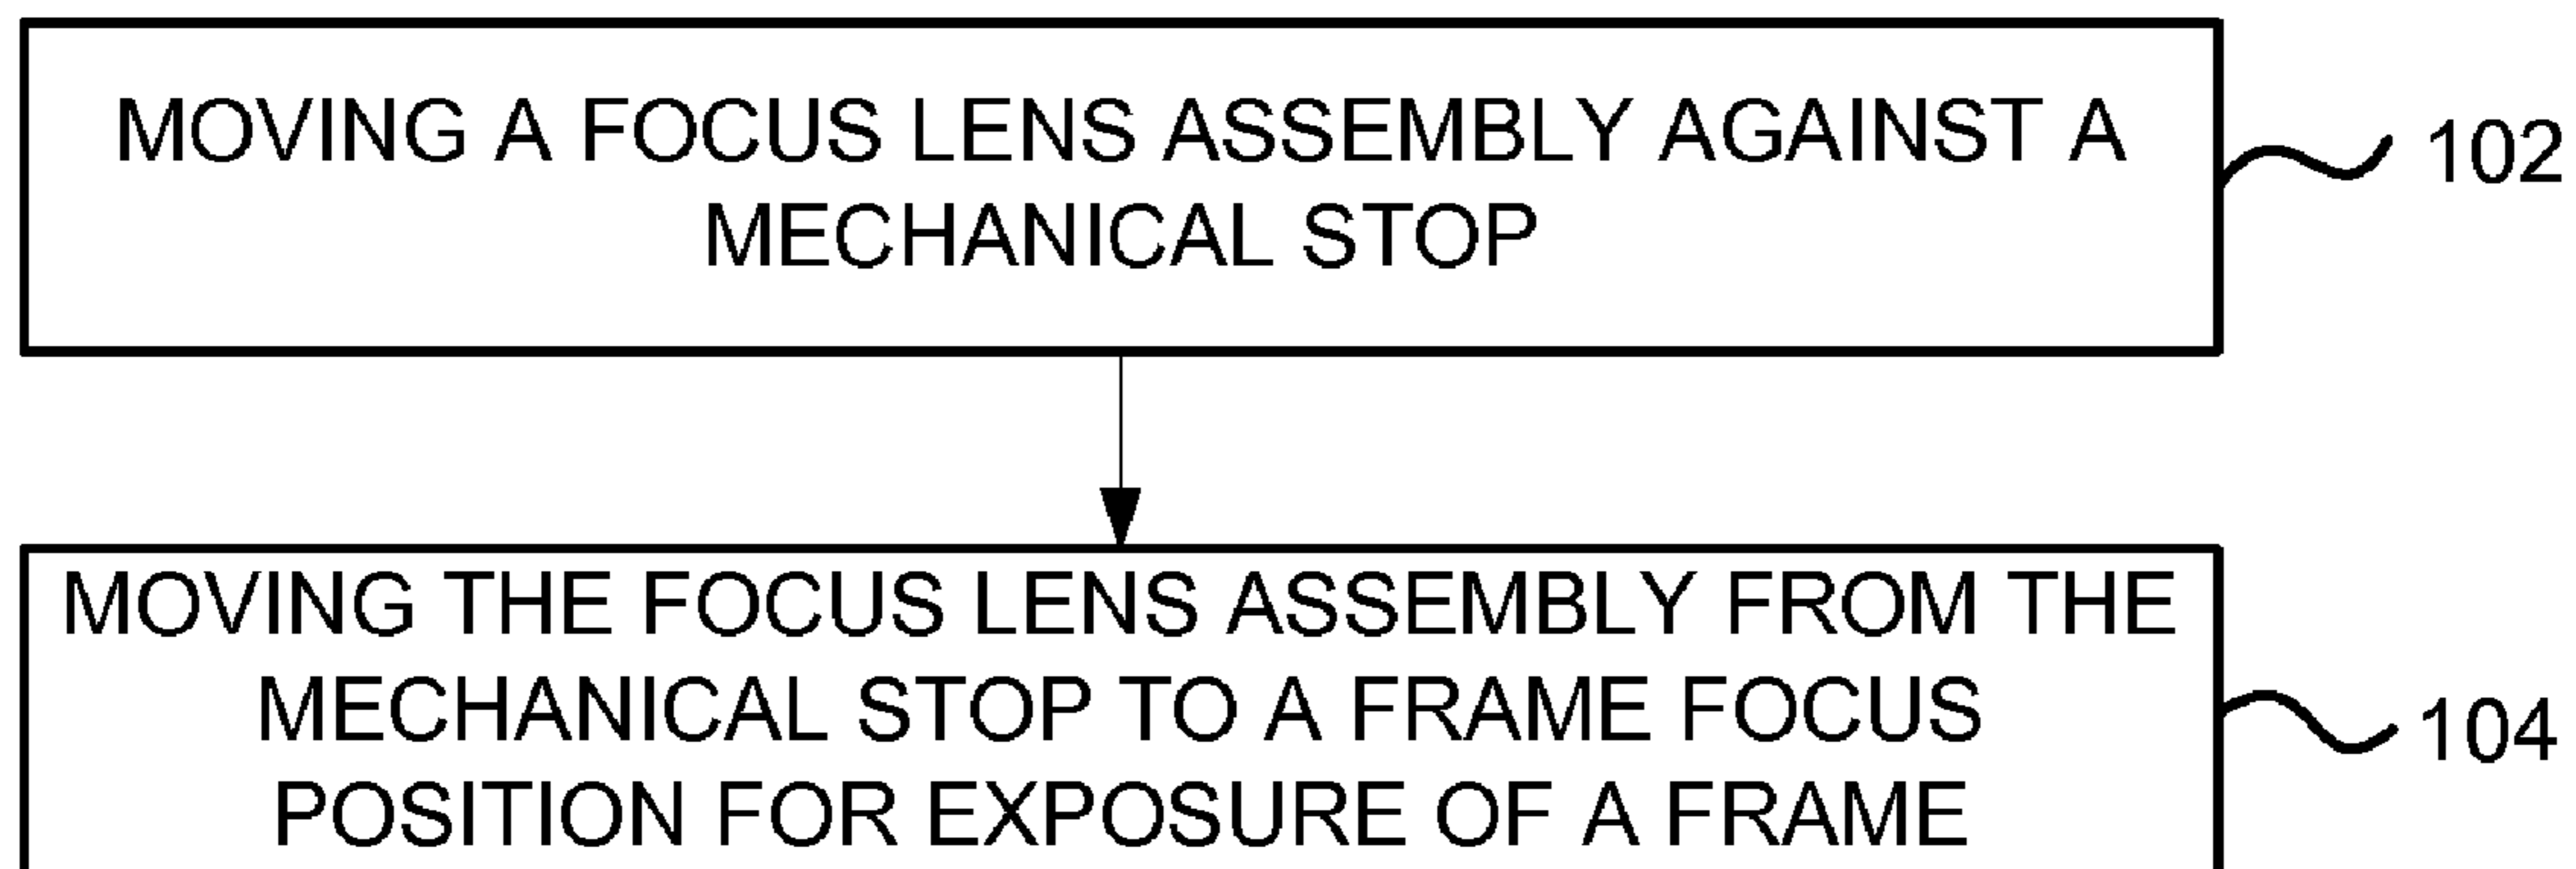 MOVING A FOCUS LENS ASSEMBLY AGAINST A
MECHANICAL STOP
102
MOVING THE FOCUS LENS ASSEMBLY FROM THE
MECHANICAL STOP TO A FRAME FOCUS
POSITION FOR EXPOSURE OF A FRAME
104